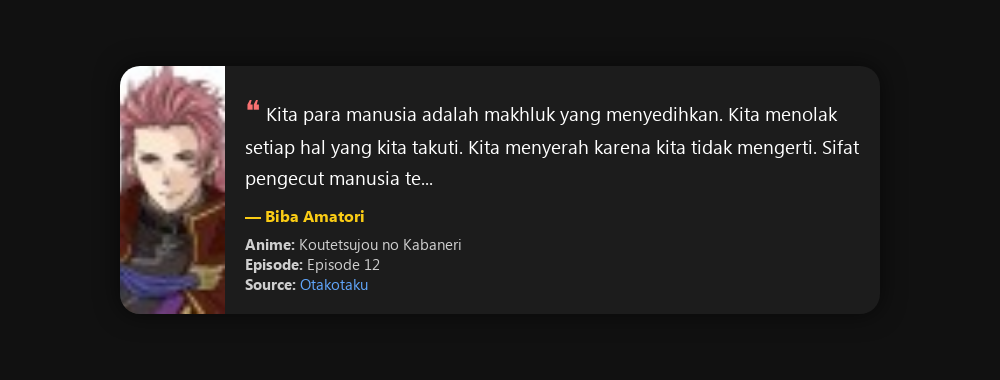 ❝ Kita para manusia adalah makhluk yang menyedihkan. Kita menolak
setiap hal yang kita takuti. Kita menyerah karena kita tidak mengerti. Sifat
pengecut manusia te...
— Biba Amatori
Anime: Koutetsujou no Kabaneri
Episode: Episode 12
Source: Otakotaku